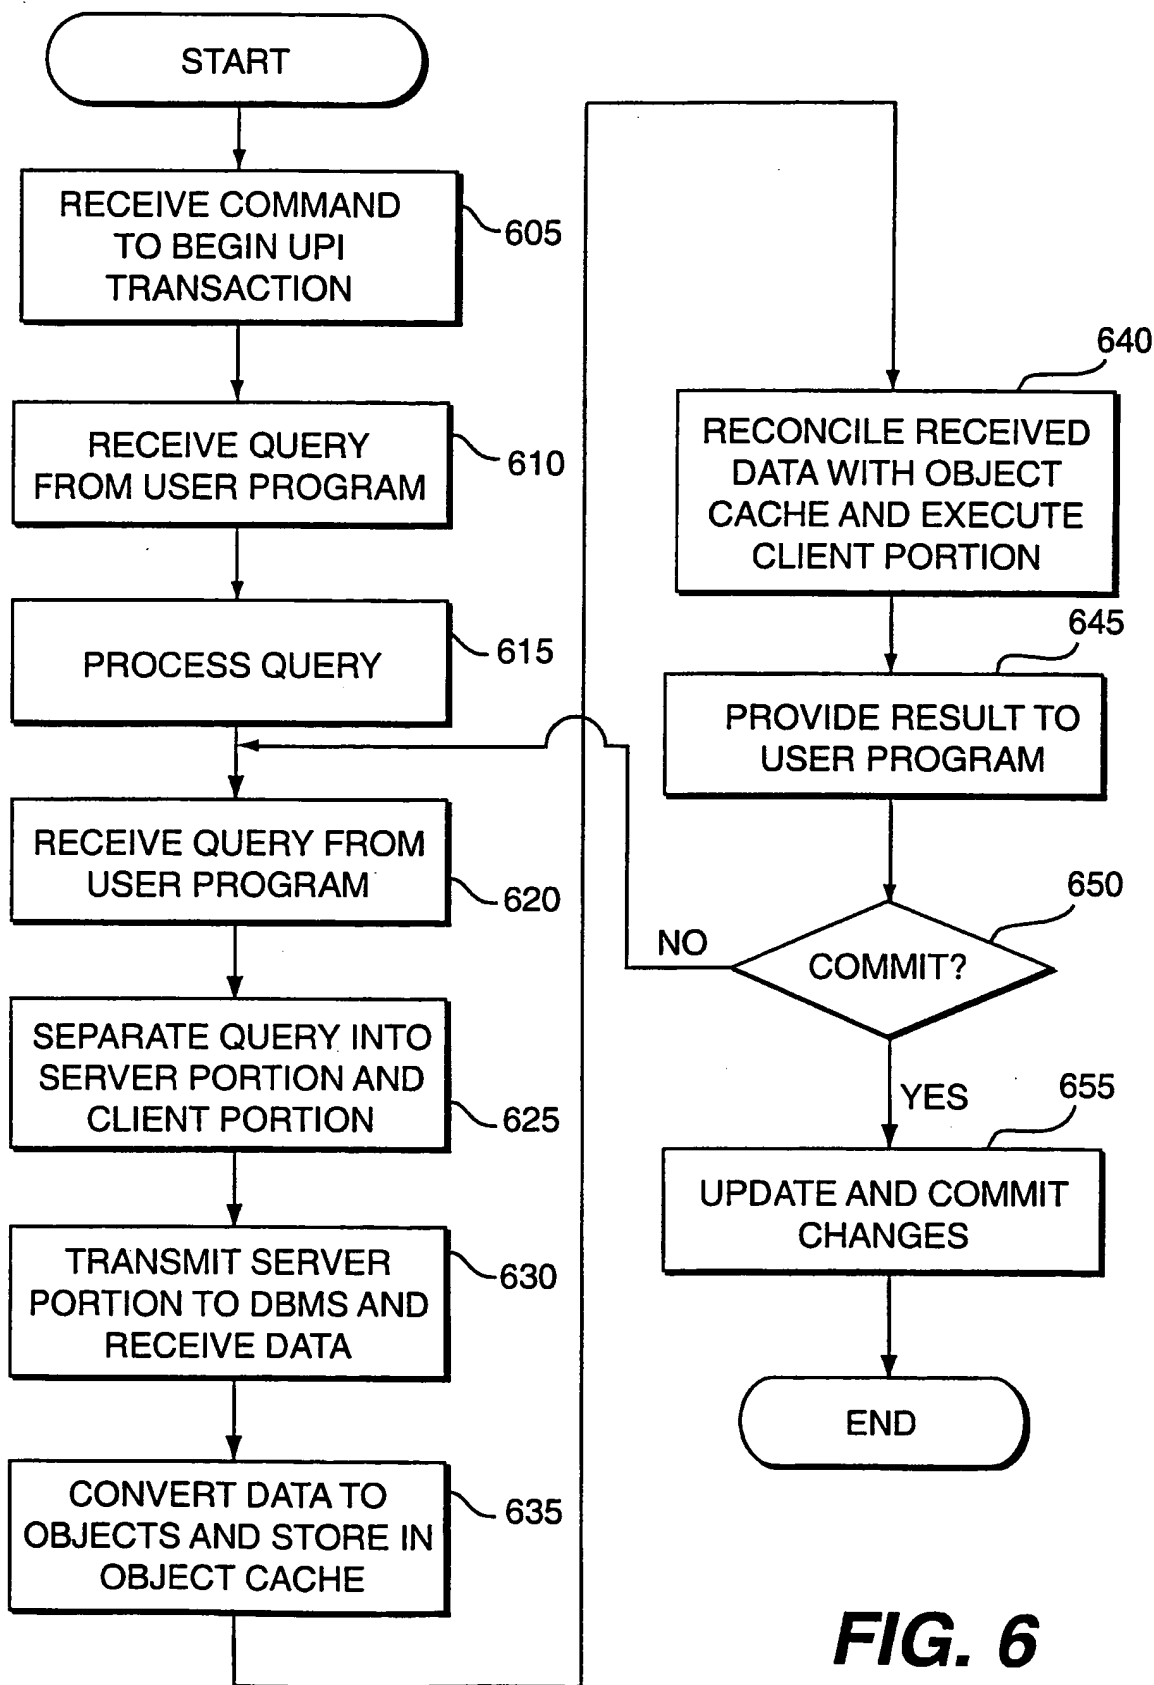 START
RECEIVE COMMAND
TO BEGIN UPI
TRANSACTION
605
RECEIVE QUERY
FROM USER PROGRAM
610
PROCESS QUERY
615
RECEIVE QUERY FROM
USER PROGRAM
620
SEPARATE QUERY INTO
SERVER PORTION AND
CLIENT PORTION
625
TRANSMIT SERVER
PORTION TO DBMS AND
RECEIVE DATA
630
CONVERT DATA TO
OBJECTS AND STORE IN
OBJECT CACHE
635
640
RECONCILE RECEIVED
DATA WITH OBJECT
CACHE AND EXECUTE
CLIENT PORTION
645
PROVIDE RESULT TO
USER PROGRAM
650
COMMIT?
NO
YES
655
UPDATE AND COMMIT
CHANGES
END
FIG. 6